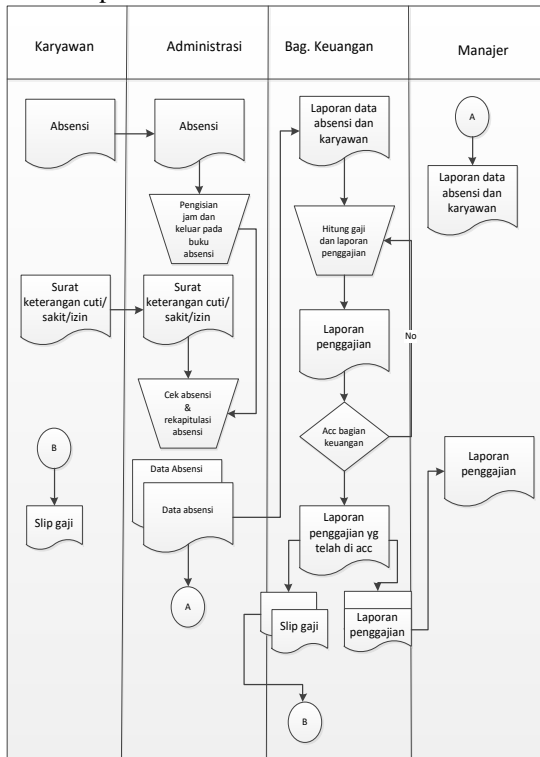 Karyawan
Administrasi
Bag. Keuangan
Manajer
Absensi
Absensi
Laporan data
absensi dan
karyawan
A
Laporan data
absensi dan
karyawan
Pengisian
jam dan
keluar pada
buku
absensi
Hitung gaji
dan laporan
penggajian
Surat
keterangan cuti/
sakit/izin
Surat
keterangan cuti/
sakit/izin
Laporan
penggajian
No
Cek absensi
&
rekapitulasi
absensi
Acc bagian
keuangan
B
Slip gaji
Data Absensi
Data absensi
A
Laporan
penggajian yg
telah di acc
Laporan
penggajian
Slip gaji
Laporan
penggajian
B